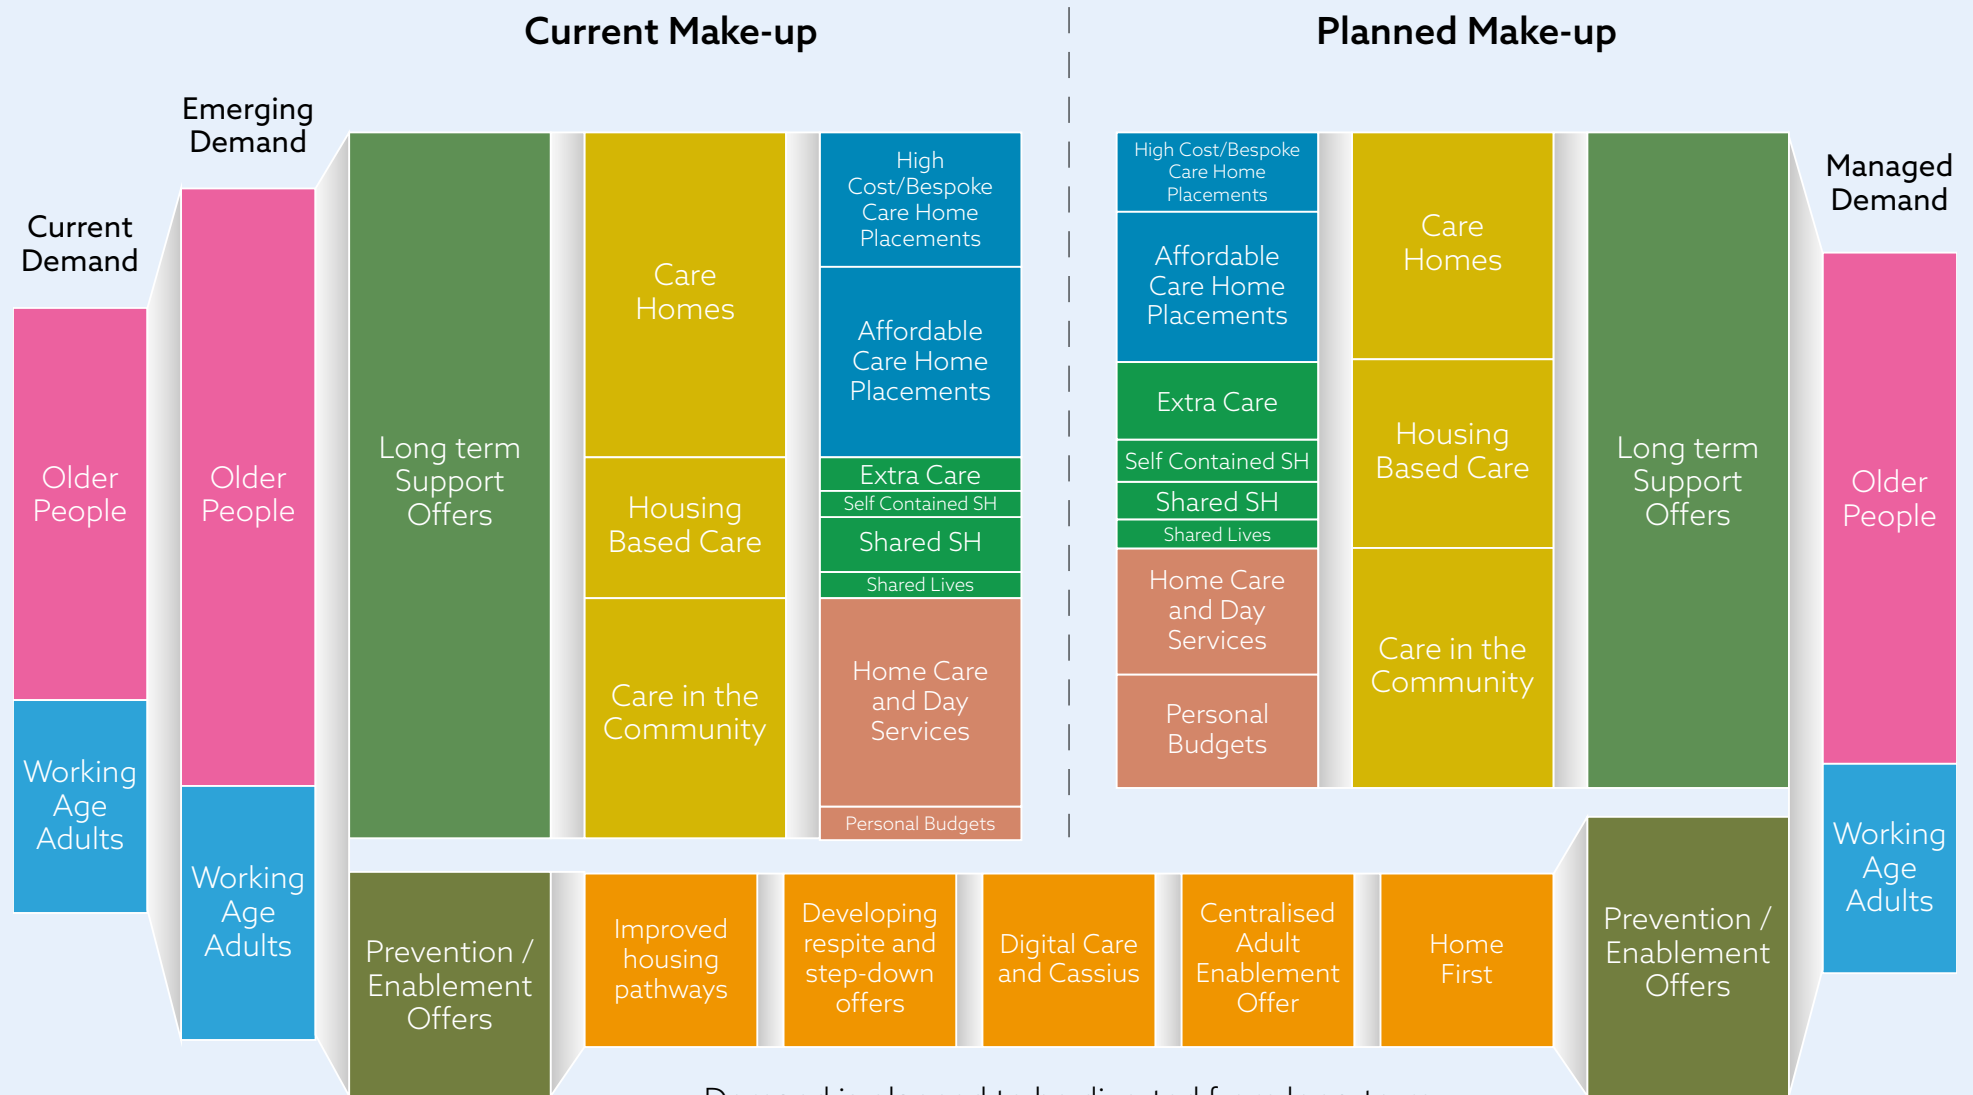 Current Make-up
Planned Make-up
Current
Demand
Emerging
Demand
Older
People
Working
Age
Adults
Older
People
Working
Age
Adults
Long term
Support
Offers
Prevention /
Enablement
Offers
Care
Homes
Housing
Based Care
Care in the
Community
High
Cost/Bespoke
Care Home
Placements
Affordable
Care Home
Placements
Extra Care
Self Contained SH
Shared SH
Shared Lives
Home Care
and Day
Services
Personal Budgets
High Cost/Bespoke
Care Home
Placements
Affordable
Care Home
Placements
Extra Care
Self Contained SH
Shared SH
Shared Lives
Home Care
and Day
Services
Personal
Budgets
Care
Homes
Housing
Based Care
Care in the
Community
Long term
Support
Offers
Prevention /
Enablement
Offers
Managed
Demand
Older
People
Working
Age
Adults
Improved
housing
pathways
Developing
respite and
step-down
offers
Digital Care
and Cassius
Centralised
Adult
Enablement
Offer
Home
First